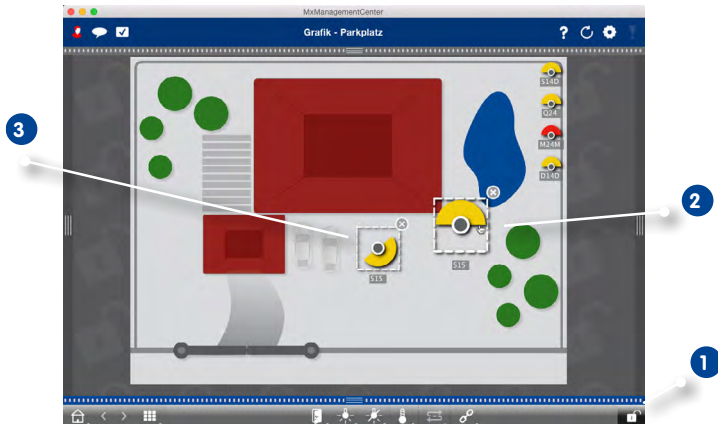 MxManagementCenter
?
Grafik - Parkplatz
S14D
Q24
M24M
D14D
3
2
S15
S15
1